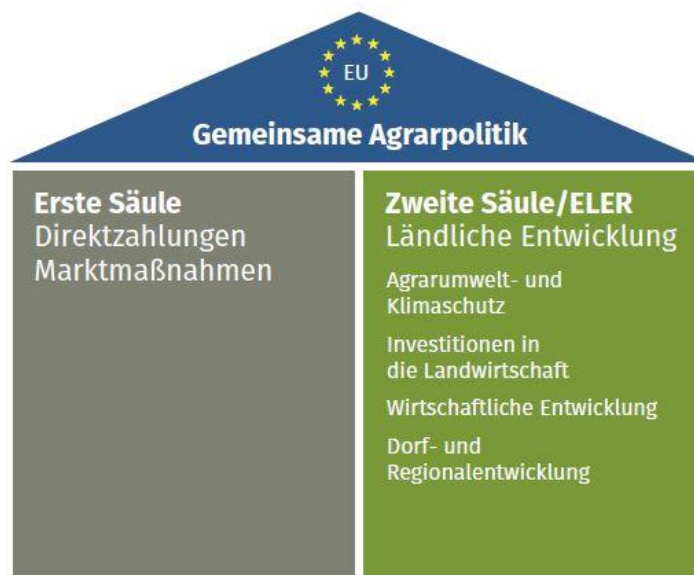 EU
Gemeinsame Agrarpolitik
Erste Säule
Direktzahlungen
Marktmaßnahmen
Zweite Säule/ELER
Ländliche Entwicklung
Agrarumwelt- und
Klimaschutz
Investitionen in
die Landwirtschaft
Wirtschaftliche Entwicklung
Dorf- und
Regionalentwicklung